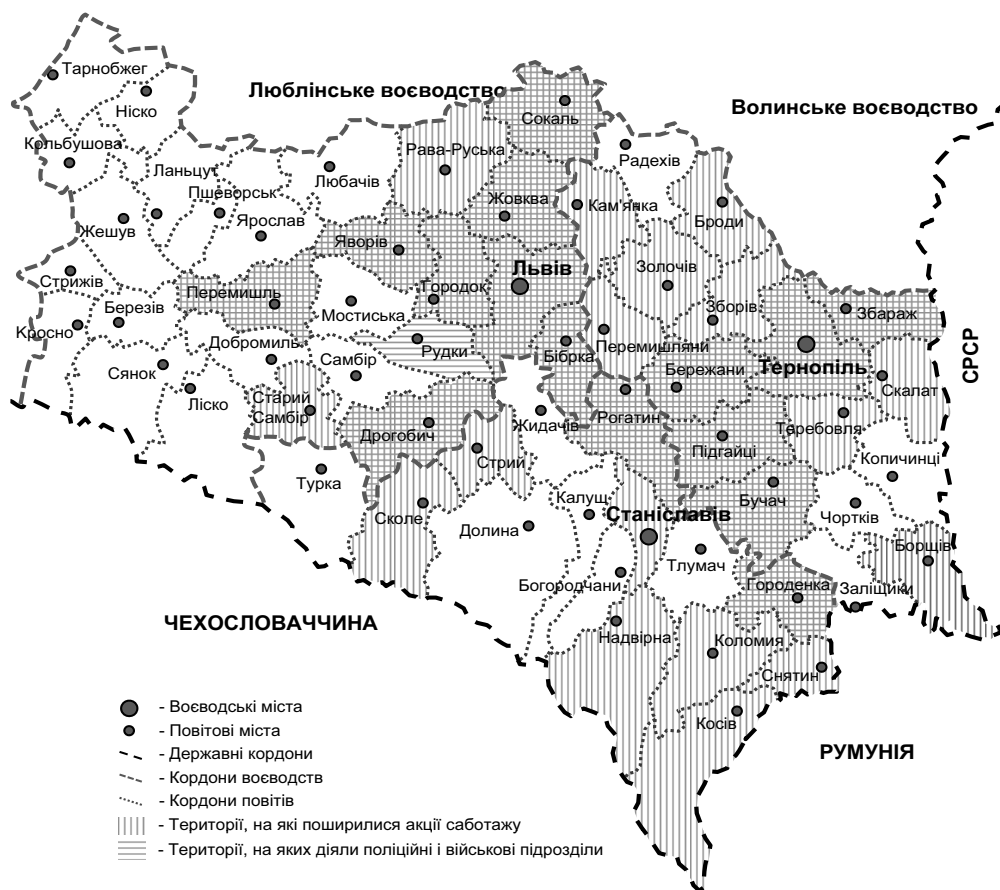 Тарнобжег
Ніско
Люблінське воєводство
Волинське воєводство
Сокаль
Кольбушова
Ланьцут
Пшеворськ
Любачів
Рава-Руська
Радехів
Жешув
Ярослав
Жовква
Кам'янка
Броди
Яворів
Львів
Золочів
Стрижів
Перемишль
Городок
Березів
Мостиська
Зборів
Збараж
Кросно
Добромиль
Самбір
Рудки
Бібрка
Перемишляни
Бережани
Тернопіль
СРСР
Сянок
Ліско
Старий
Самбір
Дрогобич
Жидачів
Рогатин
Скалат
Теребовля
Стрий
Підгайці
Копичинці
Турка
Сколе
Калуш
Бучач
Долина
Станіславів
Чортків
Тлумач
Борщів
Богородчани
Городенка
Заліщики
ЧЕХОСЛОВАЧЧИНА
Надвірна
Коломия
Снятин
Косів
РУМУНІЯ
- Воєводські міста
- Повітові міста
- Державні кордони
- Кордони воєводств
- Кордони повітів
- Території, на які поширилися акції саботажу
- Території, на яких діяли поліційні і військові підрозділи